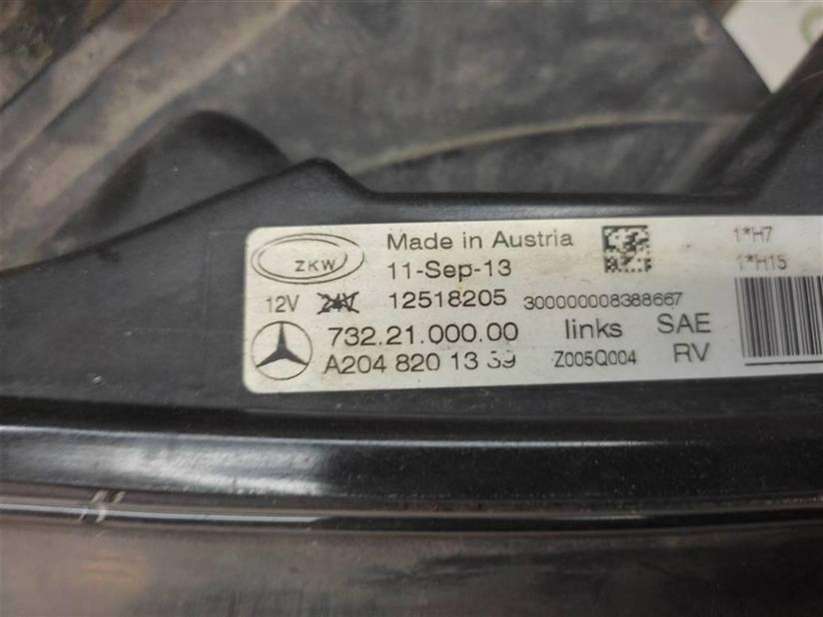 ZKW
Made in Austria
1*H7
11-Sep-13
1*H15
12V 24V 12518205 300000008388667
732.21.000.00 links SAE
A204 820 13 39 Z005Q004 RV